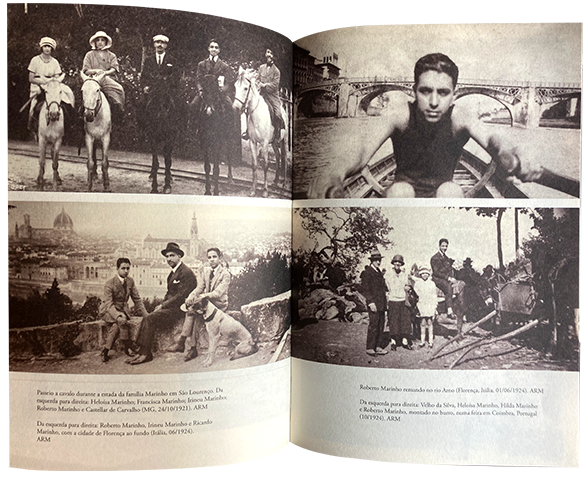 Passeio a cavalo durante a estada da família Marinho em São Lourenço. Da
esquerda para direita: Heloisa Marinho; Francisca Marinho; Irineu Marinho;
Roberto Marinho e Castellar de Carvalho (MG, 24/10/1921). ARM
Da esquerda para direita: Roberto Marinho, Irineu Marinho e Ricardo
Marinho, com a cidade de Florença ao fundo (Itália, 06/1924).
ARM
Roberto Marinho remando no rio Arno (Florença, Itália, 01/06/1924). ARM
Da esquerda para direita: Velho da Silva, Heloisa Marinho, Hilda Marinho
e Roberto Marinho, montado no burro, numa feira em Coimbra, Portugal
(10/1924). ARM